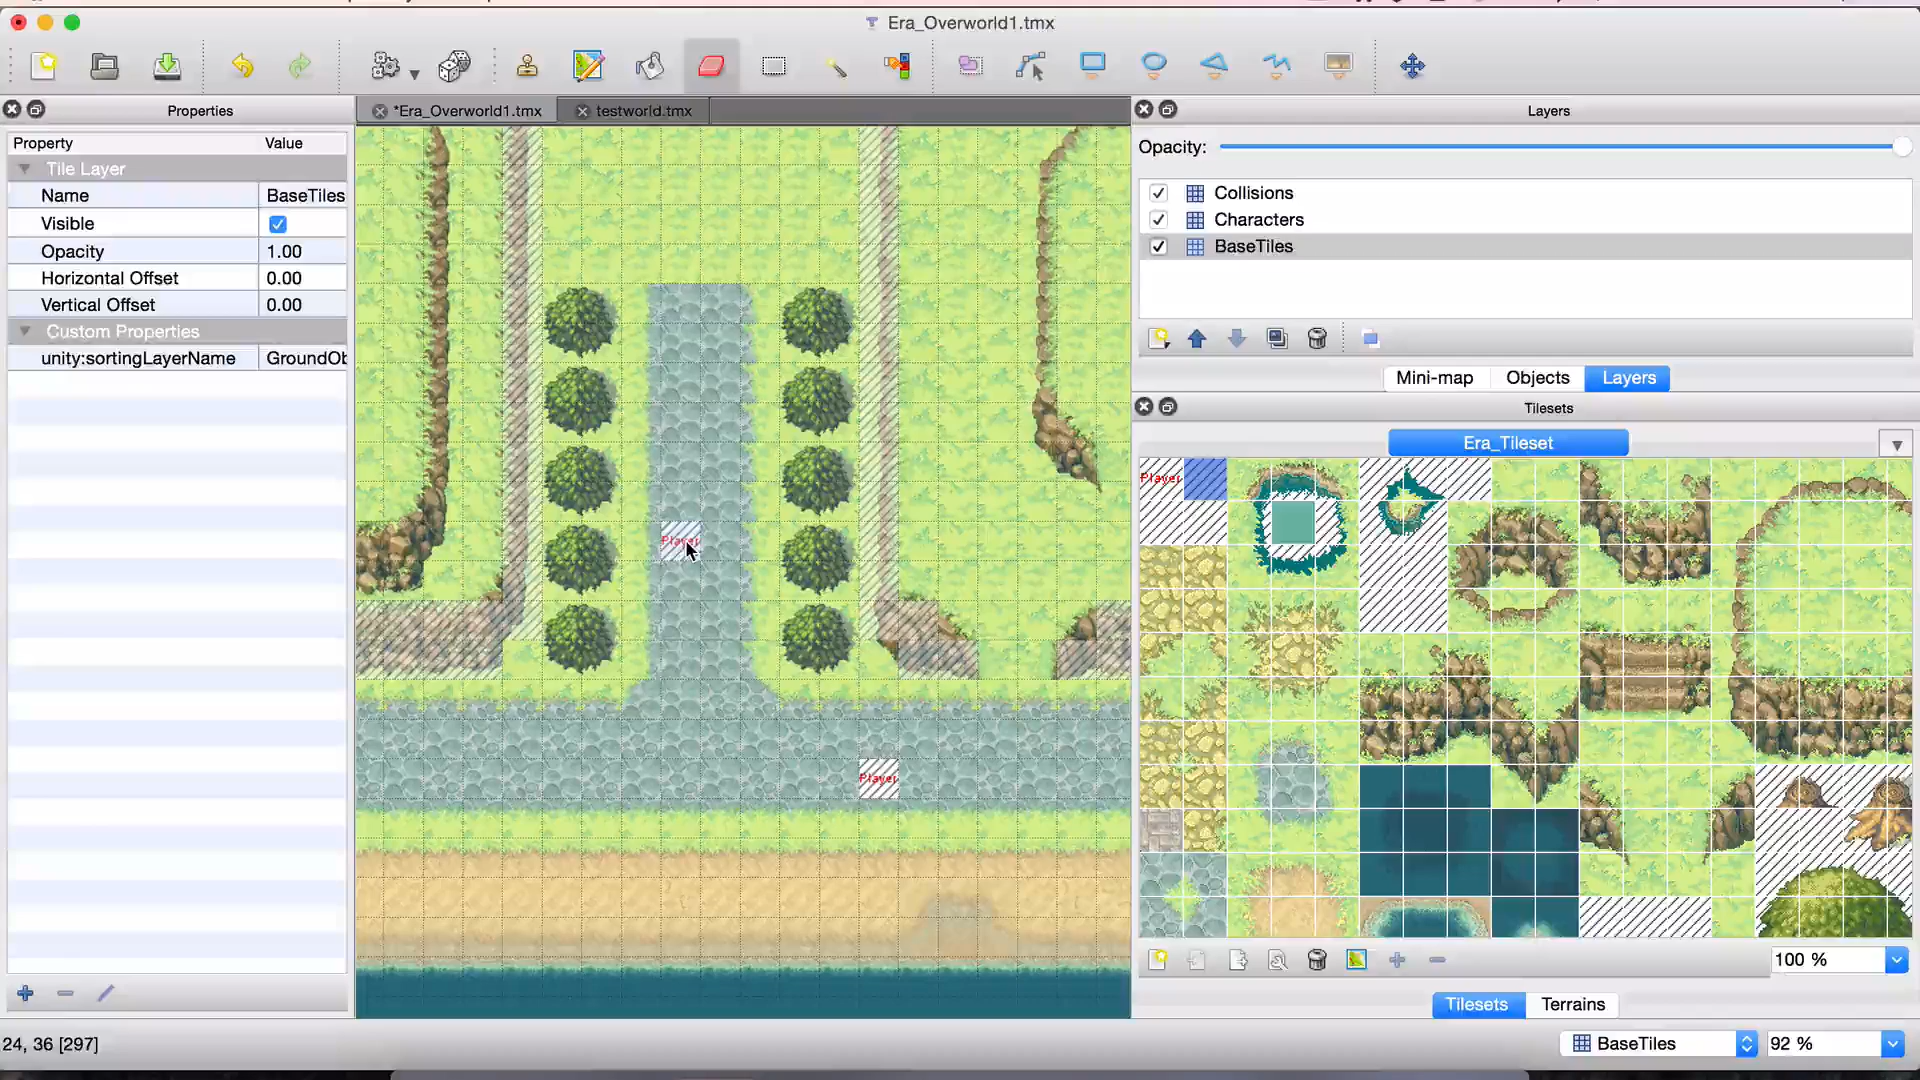 Era_Overworld1.tmx
Properties
*Era_Overworld1.tmx
testworld.tmx
Layers
Property Value
Tile Layer
Name BaseTiles
Visible
Opacity 1.00
Horizontal Offset 0.00
Vertical Offset 0.00
Custom Properties
unity:sortingLayerName GroundOb
Player
Player
Opacity:
Collisions
Characters
BaseTiles
Mini-map Objects Layers
Tilesets
Era_Tileset
Player
100 %
Tilesets Terrains
24, 36 [297]
BaseTiles
92 %